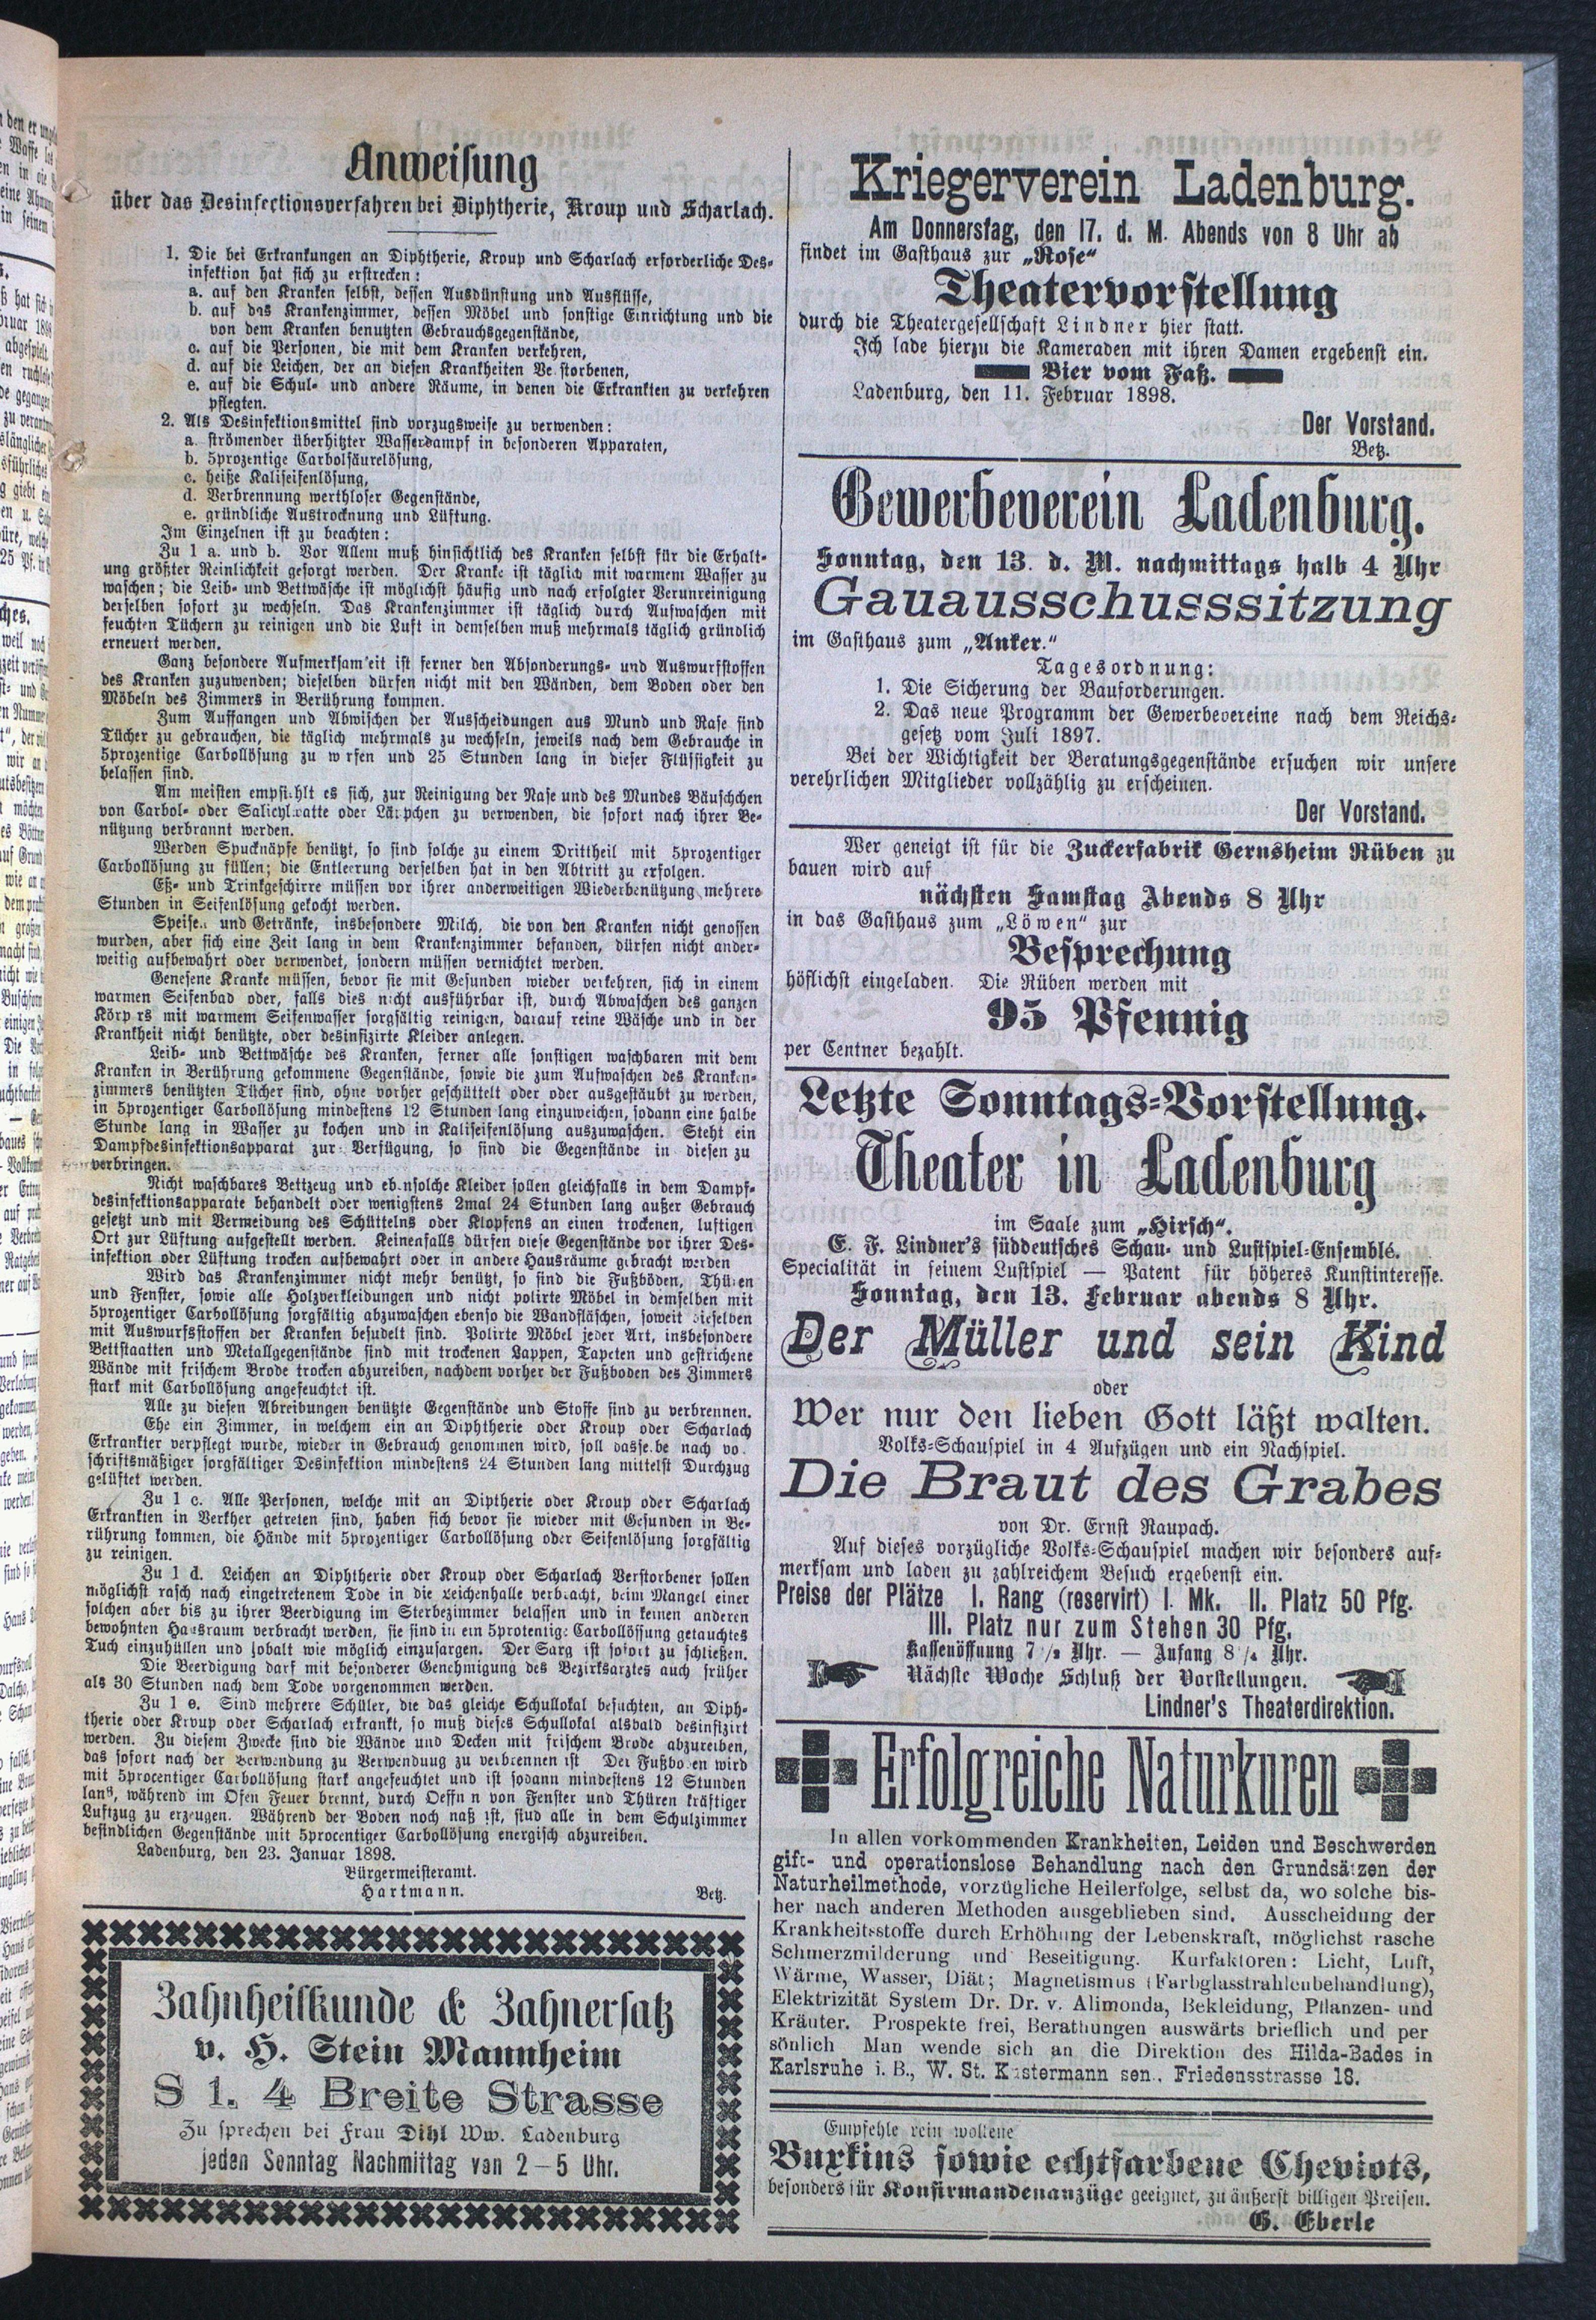 Anweisung
über das Desinfectionsverfahren bei Diphtherie, Kroup und Scharlach.
1. Die bei Erkrankungen an Diphtherie, Kroup und Scharlach erforderliche Des-
infektion hat sich zu erstrecken:
a. auf den Kranken selbst, dessen Ausdünstung und Ausflüsse,
b. auf das Krankenzimmer, dessen Möbel und sonstige Einrichtung und die
von dem Kranken benutzten Gebrauchsgegenstände,
c. auf die Personen, die mit dem Kranken verkehren,
d. auf die Leichen, der an diesen Krankheiten Ve storbenen,
e. auf die Schul- und andere Räume, in denen die Erkrankten zu verkehren
pflegten.
2. Als Desinfektionsmittel sind vorzugsweise zu verwenden:
a. strömender überhitzter Wasserdampf in besonderen Apparaten,
b. 5prozentige Carbolsäurelösung,
c. heiße Kaliseifenlösung,
d. Verbrennung werthloser Gegenstände,
e. gründliche Austrocknung und Lüftung.
Im Einzelnen ist zu beachten:
Zu 1 a. und b. Vor Allem muß hinsichtlich des Kranken selbst für die Erhalt-
ung größter Reinlichkeit gesorgt werden. Der Kranke ist täglich mit warmem Wasser zu
waschen; die Leib- und Bettwäsche ist möglichst häufig und nach erfolgter Verunreinigung
derselben sofort zu wechseln. Das Krankenzimmer ist täglich durch Aufwaschen mit
feuchten Tüchern zu reinigen und die Luft in demselben muß mehrmals täglich gründlich
erneuert werden.
Ganz besondere Aufmerksam eit ist ferner den Absonderungs- und Auswurfstoffen
des Kranken zuzuwenden; dieselben dürfen nicht mit den Wänden, dem Boden oder den
Möbeln des Zimmers in Berührung kommen.
Zum Auffangen und Abwischen der Ausscheidungen aus Mund und Nase sind
Tücher zu gebrauchen, die täglich mehrmals zu wechseln, jeweils nach dem Gebrauche in
5prozentige Carbollösung zu w rfen und 25 Stunden lang in dieser Flüssigkeit zu
belassen sind.
Am meisten empfi hlt es sich, zur Reinigung der Nase und des Mundes Bäuschchen
von Carbol- oder Salicylwatte oder Läppchen zu verwenden, die sofort nach ihrer Be-
nützung verbrannt werden.
Werden Spucknäpfe benützt, so sind solche zu einem Drittheil mit 5prozentiger
Carbollösung zu füllen; die Entleerung derselben hat in den Abtritt zu erfolgen.
Eß- und Trinkgeschirre müssen vor ihrer anderweitigen Wiederbenützung mehrere
Stunden in Seifenlösung gekocht werden.
Speisen und Getränke, insbesondere Milch, die von den Kranken nicht genossen
wurden, aber sich eine Zeit lang in dem Krankenzimmer befanden, dürfen nicht ander-
weitig aufbewahrt oder verwendet, sondern müssen vernichtet werden.
Genesene Kranke müssen, bevor sie mit Gesunden wieder verkehren, sich in einem
warmen Seifenbad oder, falls dies nicht ausführbar ist, durch Abwaschen des ganzen
Körp rs mit warmem Seifenwasser sorgfältig reinigen, darauf reine Wäsche und in der
Krankheit nicht benützte, oder desinfizirte Kleider anlegen.
Leib- und Bettwäsche des Kranken, ferner alle sonstigen waschbaren mit dem
Kranken in Berührung gekommene Gegenstände, sowie die zum Aufwaschen des Kranken-
zimmers benützten Tücher sind, ohne vorher geschüttelt oder oder ausgestäubt zu werden,
in 5prozentiger Carbollösung mindestens 12 Stunden lang einzuweichen, sodann eine halbe
Stunde lang in Wasser zu kochen und in Kaliseifenlösung auszuwaschen. Steht ein
Dampfdesinfektionsapparat zur Verfügung, so sind die Gegenstände in diesen zu
verbringen.
Nicht waschbares Bettzeug und eb nsolche Kleider sollen gleichfalls in dem Dampf-
desinfektionsapparate behandelt oder wenigstens 2mal 24 Stunden lang außer Gebrauch
gesetzt und mit Vermeidung des Schüttelns oder Klopfens an einen trockenen, luftigen
Ort zur Lüftung aufgestellt werden. Keinenfalls dürfen diese Gegenstände vor ihrer Des-
infektion oder Lüftung trocken aufbewahrt oder in andere Hausräume gebracht werden
Wird das Krankenzimmer nicht mehr benützt, so sind die Fußböden, Thüren
und Fenster, sowie alle Holzverkleidungen und nicht polirte Möbel in demselben mit
5prozentiger Carbollösung sorgfältig abzuwaschen ebenso die Wandfläschen, soweit dieselben
mit Auswurfsstoffen der Kranken besudelt sind. Polirte Möbel jeder Art, insbesondere
Bettstaatten und Metallgegenstände sind mit trockenen Lappen, Tapeten und gestrichene
Wände mit frischem Brode trocken abzureiben, nachdem vorher der Fußboden des Zimmers
stark mit Carbollösung angefeuchtet ist.
Alle zu diesen Abreibungen benützte Gegenstände und Stoffe sind zu verbrennen.
Ehe ein Zimmer, in welchem ein an Diphtherie oder Kroup oder Scharlach
Erkrankter verpflegt wurde, wieder in Gebrauch genommen wird, soll dasse be nach vo
schriftsmäßiger sorgfältiger Desinfektion mindestens 24 Stunden lang mittelst Durchzug
gelüftet werden.
Zu 1 c. Alle Personen, welche mit an Diptherie oder Kroup oder Scharlach
Erkrankten in Verkher getreten sind, haben sich bevor sie wieder mit Gesunden in Be-
rührung kommen, die Hände mit 5prozentiger Carbollösung oder Seifenlösung sorgfältig
zu reinigen.
Zu 1 d. Leichen an Diphtherie oder Kroup oder Scharlach Verstorbener sollen
möglichst rasch nach eingetretenem Tode in die Leichenhalle verbracht, beim Mangel einer
solchen aber bis zu ihrer Beerdigung im Sterbezimmer belassen und in keinen anderen
bewohnten Hausraum verbracht werden, sie sind in ein 5protentige Carbollössung getauchtes
Tuch einzuhüllen und sobalt wie möglich einzusargen. Der Sarg ist sofort zu schließen.
Die Beerdigung darf mit besonderer Genehmigung des Bezirksarztes auch früher
als 30 Stunden nach dem Tode vorgenommen werden.
Zu 1 e. Sind mehrere Schüler, die das gleiche Schullokal besuchten, an Diph-
therie oder Kroup oder Scharlach erkrankt, so muß dieses Schullokal alsbald desinfizirt
werden. Zu diesem Zwecke sind die Wände und Decken mit frischem Brode abzureiben,
das sofort nach der Verwendung zu Verwendung zu verbrennen ist Der Fußbo en wird
mit 5procentiger Carbollösung stark angefeuchtet und ist sodann mindestens 12 Stunden
lang, während im Ofen Feuer brennt, durch Oeffn n von Fenster und Thüren kräftiger
Luftzug zu erzeugen. Während der Boden noch naß ist, sind alle in dem Schulzimmer
befindlichen Gegenstände mit 5procentiger Carbollösung energisch abzureiben.
Ladenburg, den 23. Januar 1898.
Bürgermeisteramt.
Hartmann. Betz.
Zahnheilkunde & Zahnersatz
v. H. Stein Mannheim
S 1. 4 Breite Strasse
Zu sprechen bei Frau Dihl Ww. Ladenburg
jeden Sonntag Nachmittag von 2–5 Uhr.
Kriegerverein Ladenburg.
Am Donnerstag, den 17. d. M. Abends von 8 Uhr ab
findet im Gasthaus zur „Rose“
Theatervorstellung
durch die Theatergesellschaft Lindner hier statt.
Ich lade hierzu die Kameraden mit ihren Damen ergebenst ein.
Bier vom Faß.
Ladenburg, den 11. Februar 1898.
Der Vorstand.
Betz.
Gewerbeverein Ladenburg.
Sonntag, den 13. d. M. nachmittags halb 4 Uhr
Gauausschusssitzung
im Gasthaus zum „Anker.“
Tagesordnung:
1. Die Sicherung der Bauforderungen.
2. Das neue Programm der Gewerbevereine nach dem Reichs-
gesetz vom Juli 1897.
Bei der Wichtigkeit der Beratungsgegenstände ersuchen wir unsere
verehrlichen Mitglieder vollzählig zu erscheinen.
Der Vorstand.
Wer geneigt ist für die Zuckerfabrik Gernsheim Rüben zu
bauen wird auf
nächsten Samstag Abends 8 Uhr
in das Gasthaus zum „Löwen“ zur
Besprechung
höflichst eingeladen. Die Rüben werden mit
95 Pfennig
per Centner bezahlt.
Letzte Sonntags-Vorstellung.
Theater in Ladenburg
im Saale zum „Hirsch“.
E. F. Lindner's süddeutsches Schau- und Lustspiel-Ensemble.
Specialität in feinem Lustspiel — Patent für höheres Kunstinteresse.
Sonntag, den 13. Februar abends 8 Uhr.
Der Müller und sein Kind
oder
Wer nur den lieben Gott läßt walten.
Volks-Schauspiel in 4 Aufzügen und ein Nachspiel.
Die Braut des Grabes
von Dr. Ernst Raupach.
Auf dieses vorzügliche Volks-Schauspiel machen wir besonders auf-
merksam und laden zu zahlreichem Besuch ergebenst ein.
Preise der Plätze I. Rang (reservirt) I. Mk. II. Platz 50 Pfg.
III. Platz nur zum Stehen 30 Pfg.
Kassenöffnung 7 1/2 Uhr. — Anfang 8 1/4 Uhr.
Nächste Woche Schluß der Vorstellungen.
Lindner's Theaterdirektion.
Erfolgreiche Naturkuren
In allen vorkommenden Krankheiten, Leiden und Beschwerden
gift- und operationslose Behandlung nach den Grundsätzen der
Naturheilmethode, vorzügliche Heilerfolge, selbst da, wo solche bis-
her nach anderen Methoden ausgeblieben sind. Ausscheidung der
Krankheitsstoffe durch Erhöhung der Lebenskraft, möglichst rasche
Schmerzmilderung und Beseitigung. Kurfaktoren: Licht, Luft,
Wärme, Wasser, Diät; Magnetismus (Farbglasstrahlenbehandlung),
Elektrizität System Dr. Dr. v. Alimonda, Bekleidung, Pflanzen- und
Kräuter. Prospekte frei, Berathungen auswärts brieflich und per
sönlich Man wende sich an die Direktion des Hilda-Bades in
Karlsruhe i. B., W. St. K stermann sen., Friedensstrasse 18.
Empfehle rein wollene
Buxkins sowie echtfarbene Cheviots,
besonders für Konfirmandenanzüge geeignet, zu äußerst billigen Preisen.
G. Eberle